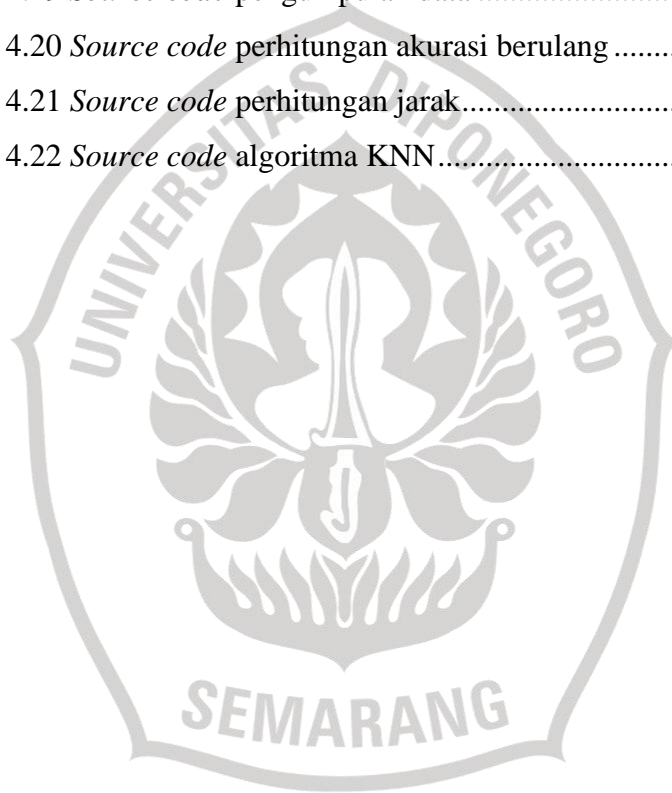 4.20 Source code perhitungan akurasi berulang ..........
4.21 Source code perhitungan jarak..............................
4.22 Source code algoritma KNN.................................
UNIVERSITAS DIPONEGORO
SEMARANG